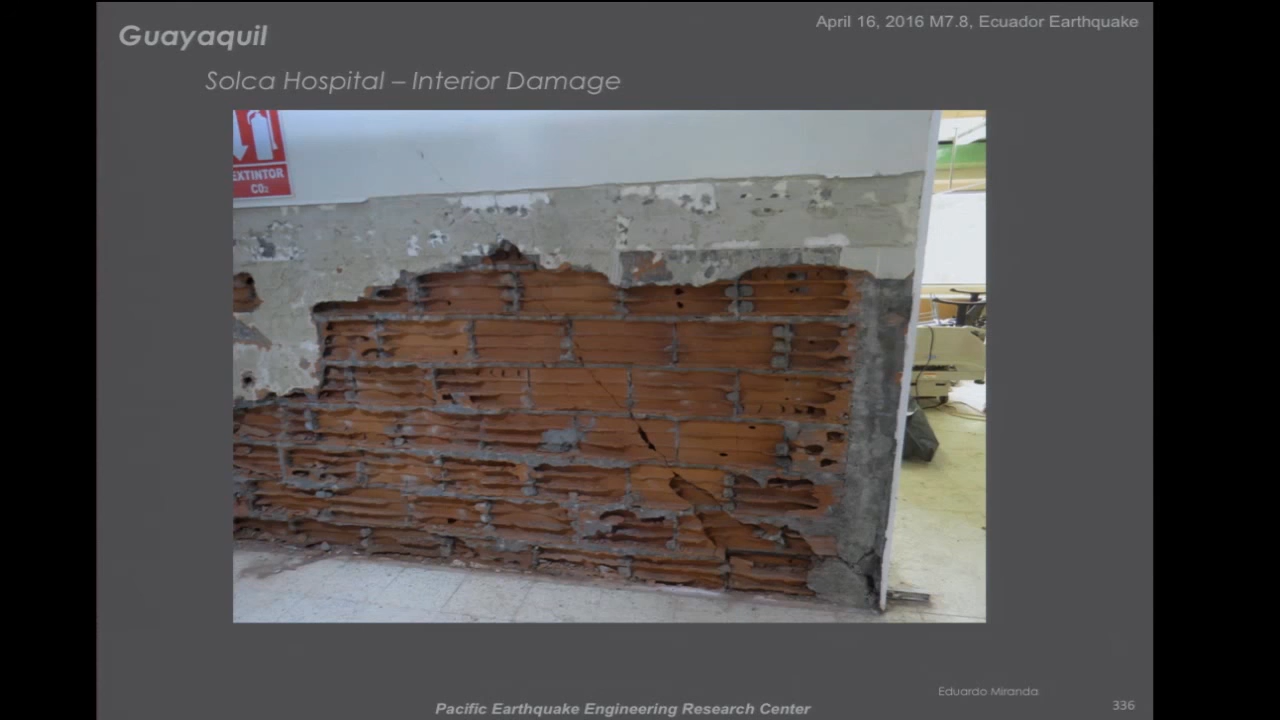 Guayaquil
April 16, 2016 M7.8, Ecuador Earthquake
Solca Hospital – Interior Damage
EXTINTOR
CO₂
Eduardo Miranda
Pacific Earthquake Engineering Research Center
336